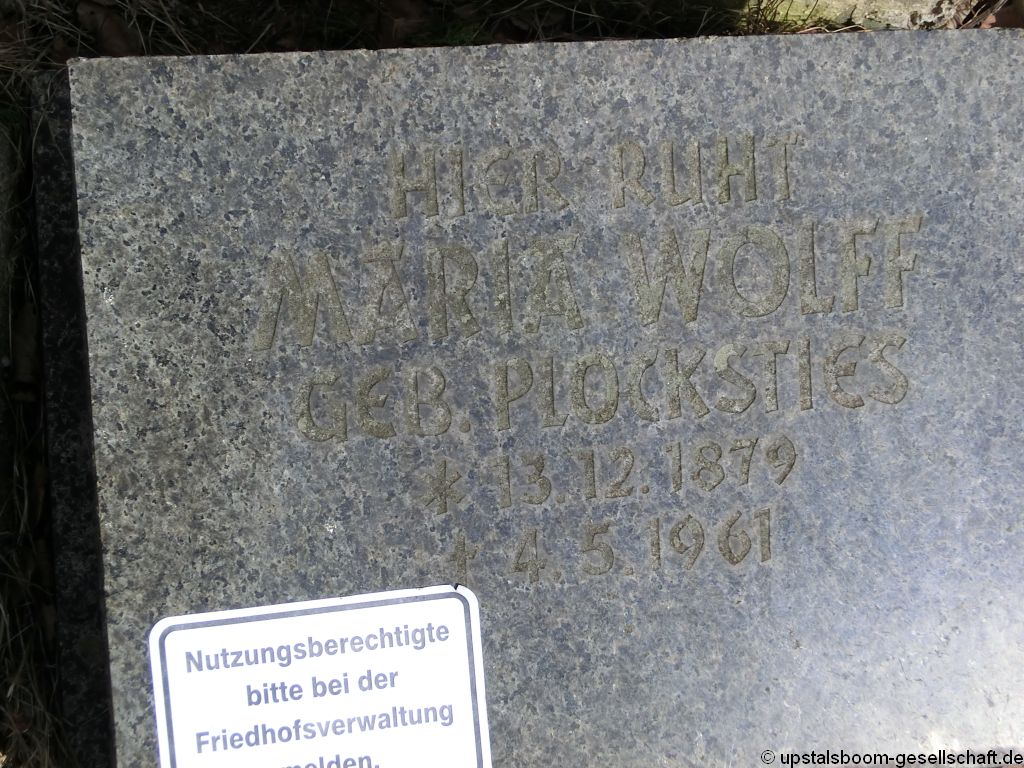 HIER RUHT
MARIA WOLFF
GEB. PLOCKSTIES
* 13.12.1879
† 4.5.1961
Nutzungsberechtigte
bitte bei der
Friedhofsverwaltung
melden.
© upstalsboom-gesellschaft.de